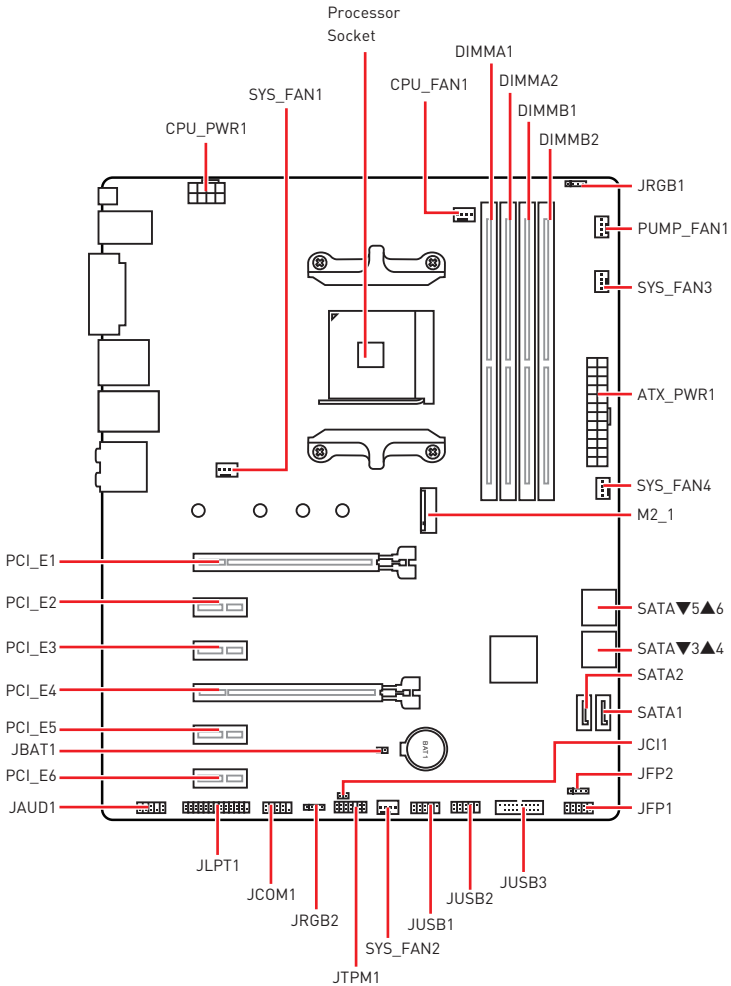 Processor
Socket
DIMMA1
CPU_FAN1
DIMMA2
SYS_FAN1
DIMMB1
CPU_PWR1
DIMMB2
JRGB1
PUMP_FAN1
SYS_FAN3
ATX_PWR1
SYS_FAN4
M2_1
PCI_E1
PCI_E2
SATA▼5▲6
PCI_E3
SATA▼3▲4
SATA2
PCI_E4
SATA1
PCI_E5
JBAT1
BAT1
JCI1
PCI_E6
JFP2
JAUD1
JFP1
JLPT1
JCOM1
JRGB2
JUSB1
JUSB2
JUSB3
SYS_FAN2
JTPM1